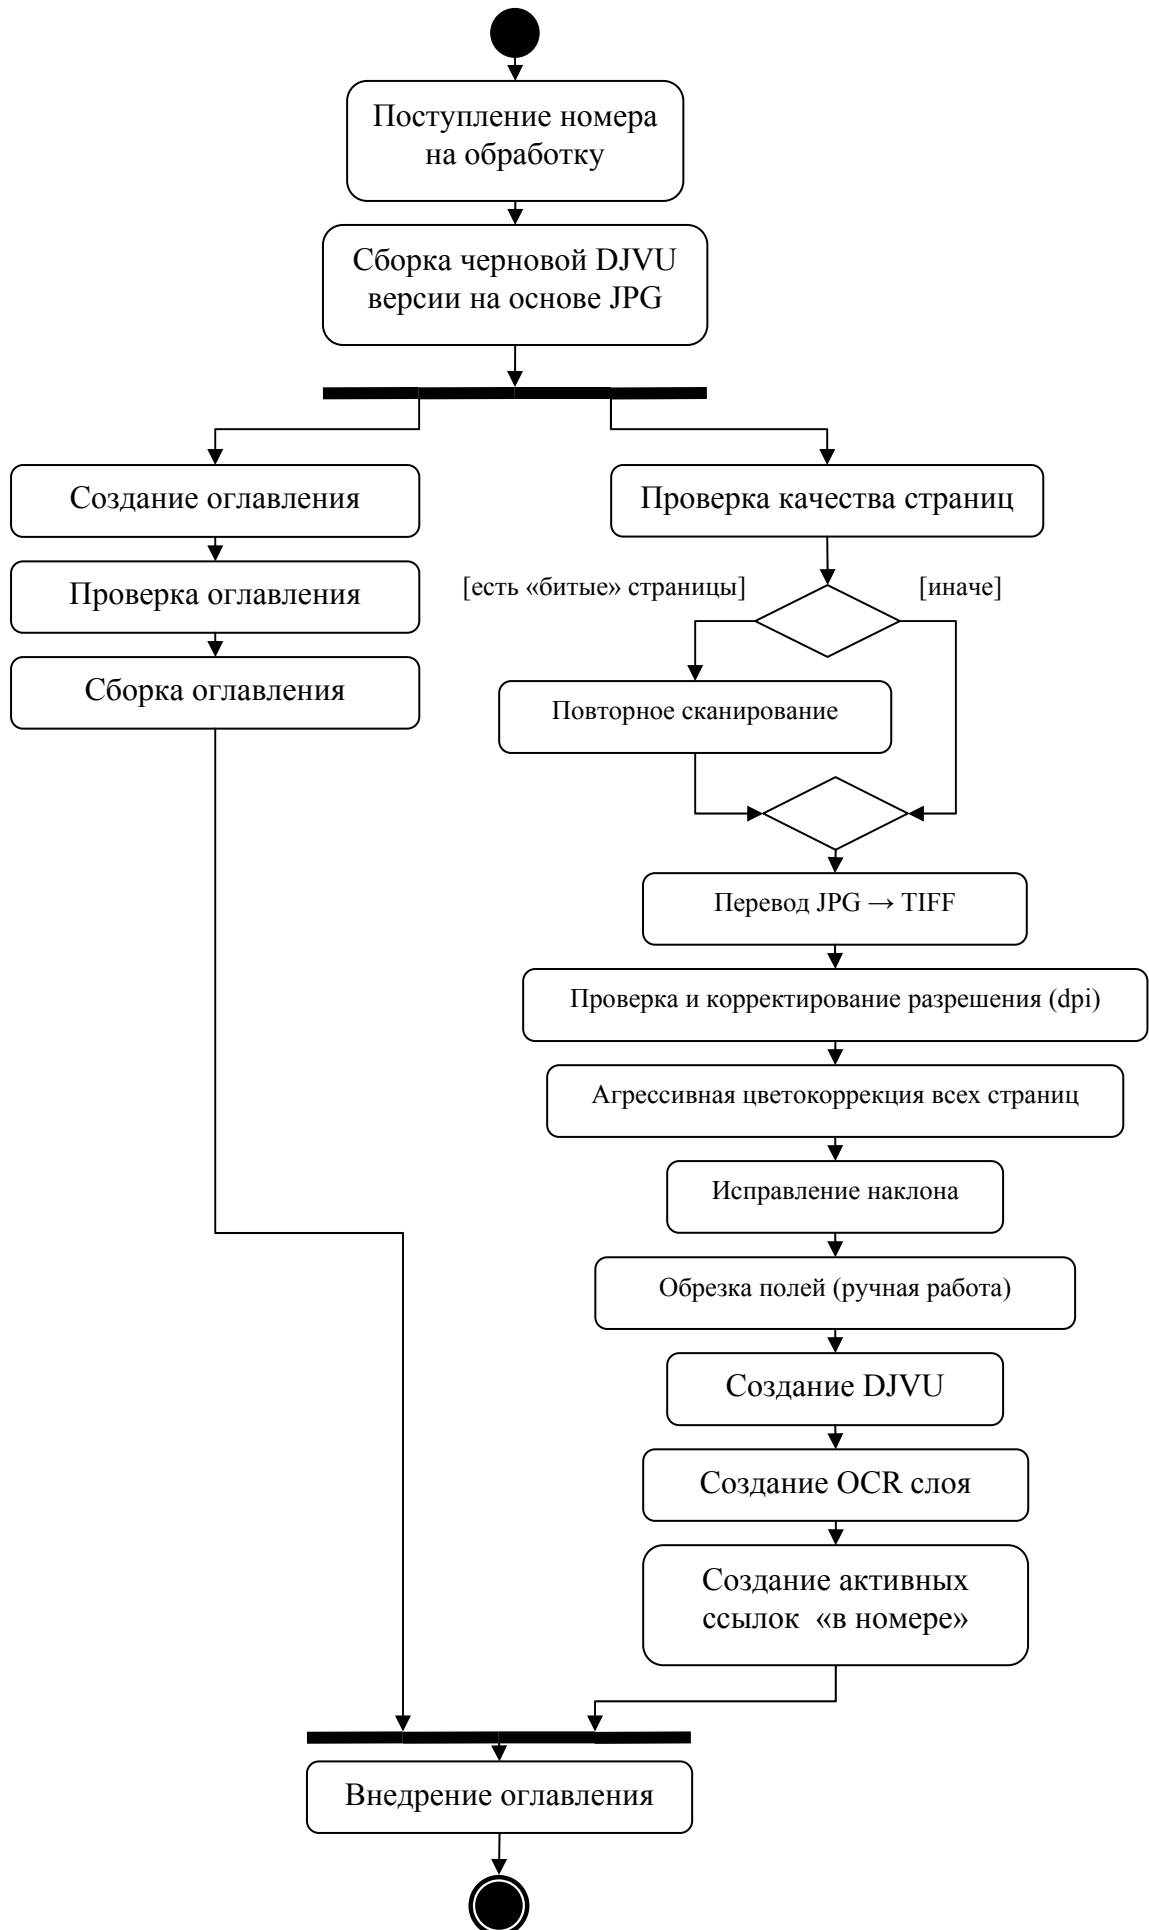 Поступление номера
на обработку
Сборка черновой DJVU
версии на основе JPG
Создание оглавления
Проверка качества страниц
Проверка оглавления
[есть «битые» страницы]
[иначе]
Сборка оглавления
Повторное сканирование
Перевод JPG → TIFF
Проверка и корректирование разрешения (dpi)
Агрессивная цветокоррекция всех страниц
Исправление наклона
Обрезка полей (ручная работа)
Создание DJVU
Создание OCR слоя
Создание активных
ссылок «в номере»
Внедрение оглавления